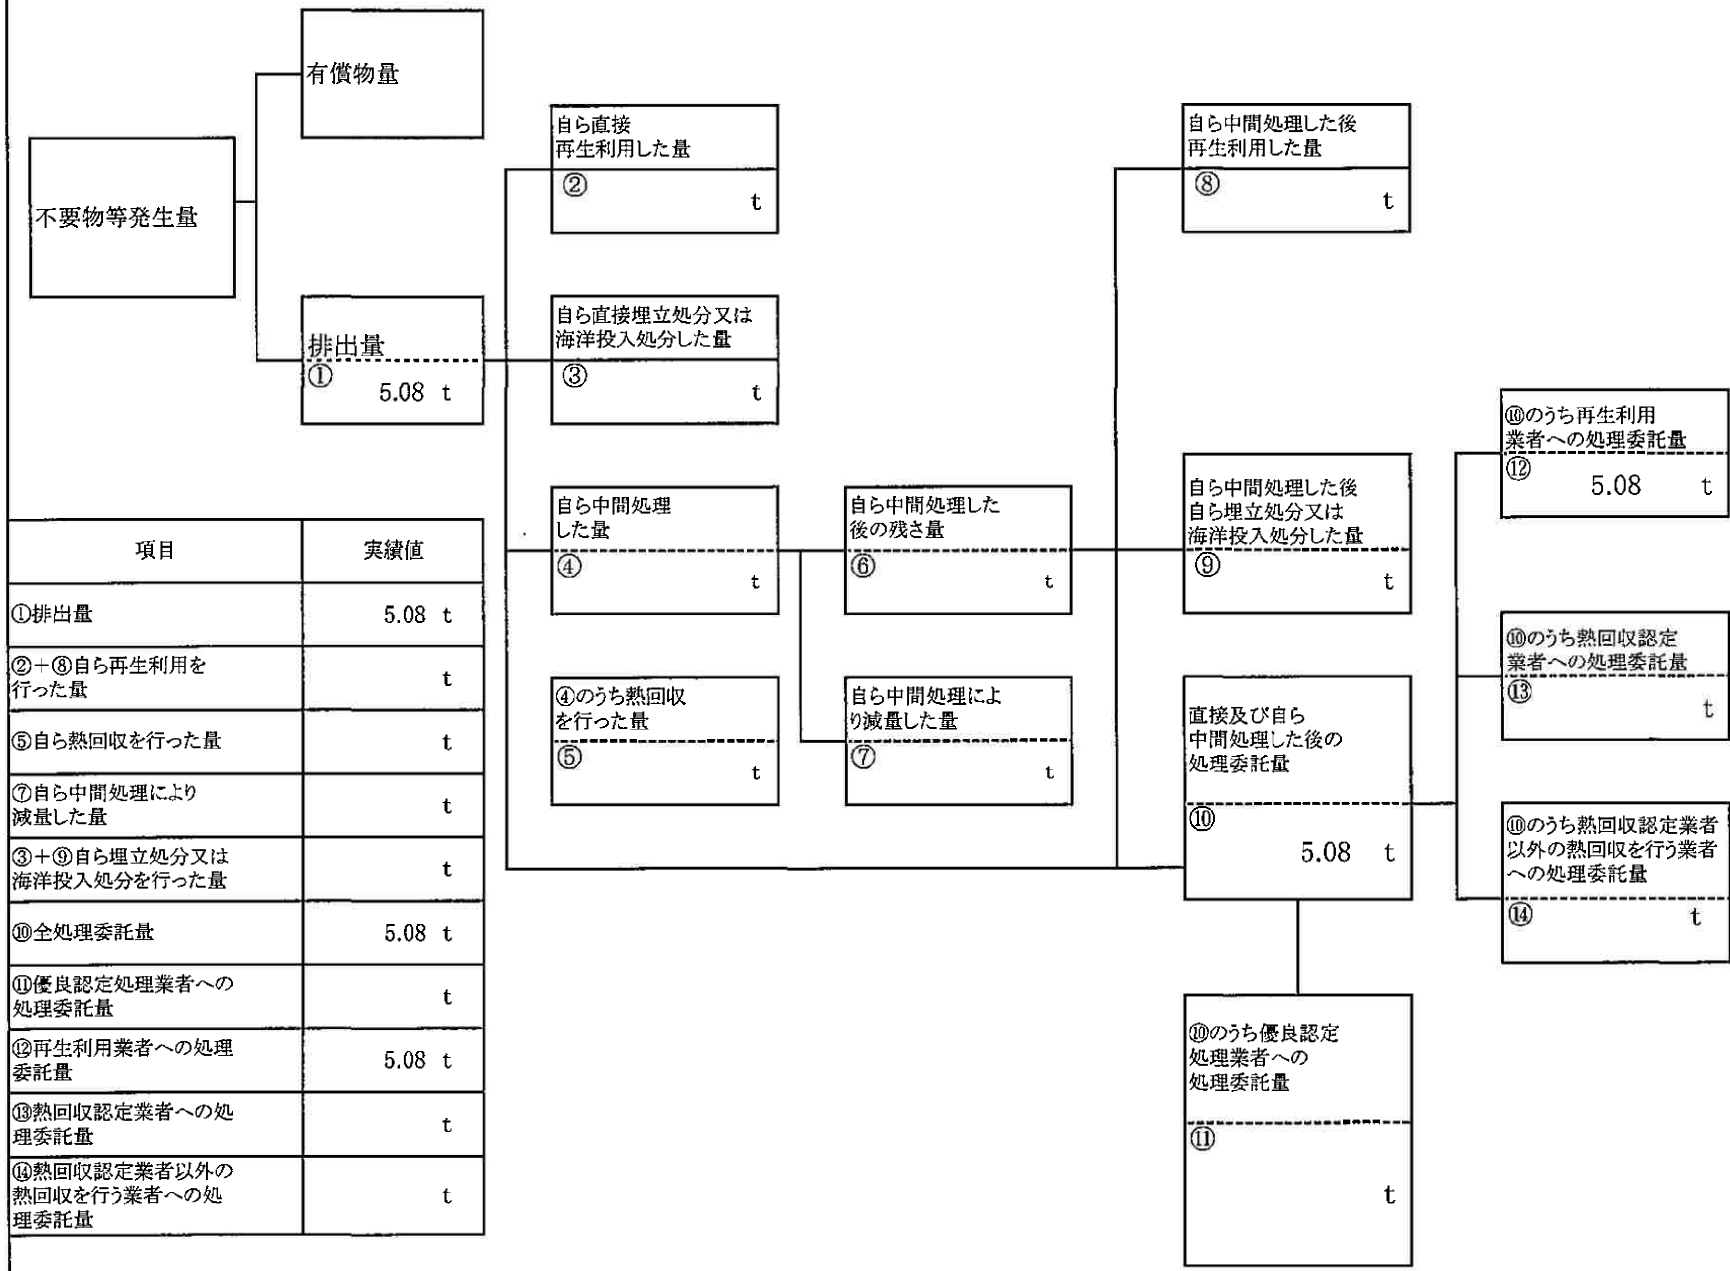 有償物量
不要物等発生量
排出量
①
5.08 t
自ら直接
再生利用した量
②
t
自ら直接埋立処分又は
海洋投入処分した量
③
t
自ら中間処理
した量
④
t
④のうち熱回収
を行った量
⑤
t
自ら中間処理した
後の残さ量
⑥
t
自ら中間処理によ
り減量した量
⑦
t
自ら中間処理した後
再生利用した量
⑧
t
自ら中間処理した後
自ら埋立処分又は
海洋投入処分した量
⑨
t
直接及び自ら
中間処理した後の
処理委託量
⑩
5.08 t
⑩のうち優良認定
処理業者への
処理委託量
⑪
t
⑩のうち再生利用
業者への処理委託量
⑫
5.08 t
⑩のうち熱回収認定
業者への処理委託量
⑬
t
⑩のうち熱回収認定業者
以外の熱回収を行う業者
への処理委託量
⑭
t
項目 実績値
①排出量 5.08 t
②＋⑧自ら再生利用を
行った量
t
⑤自ら熱回収を行った量 t
⑦自ら中間処理により
減量した量
t
③＋⑨自ら埋立処分又は
海洋投入処分を行った量
t
⑩全処理委託量 5.08 t
⑪優良認定処理業者への
処理委託量
t
⑫再生利用業者への処理
委託量
5.08 t
⑬熱回収認定業者への処
理委託量
t
⑭熱回収認定業者以外の
熱回収を行う業者への処
理委託量
t